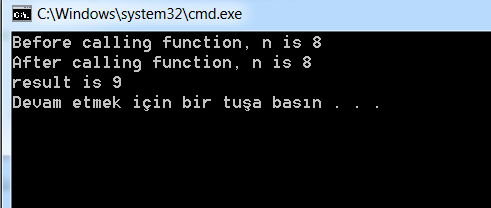 C:\Windows\system32\cmd.exe
Before calling function, n is 8
After calling function, n is 8
result is 9
Devam etmek için bir tuşa basın . . .